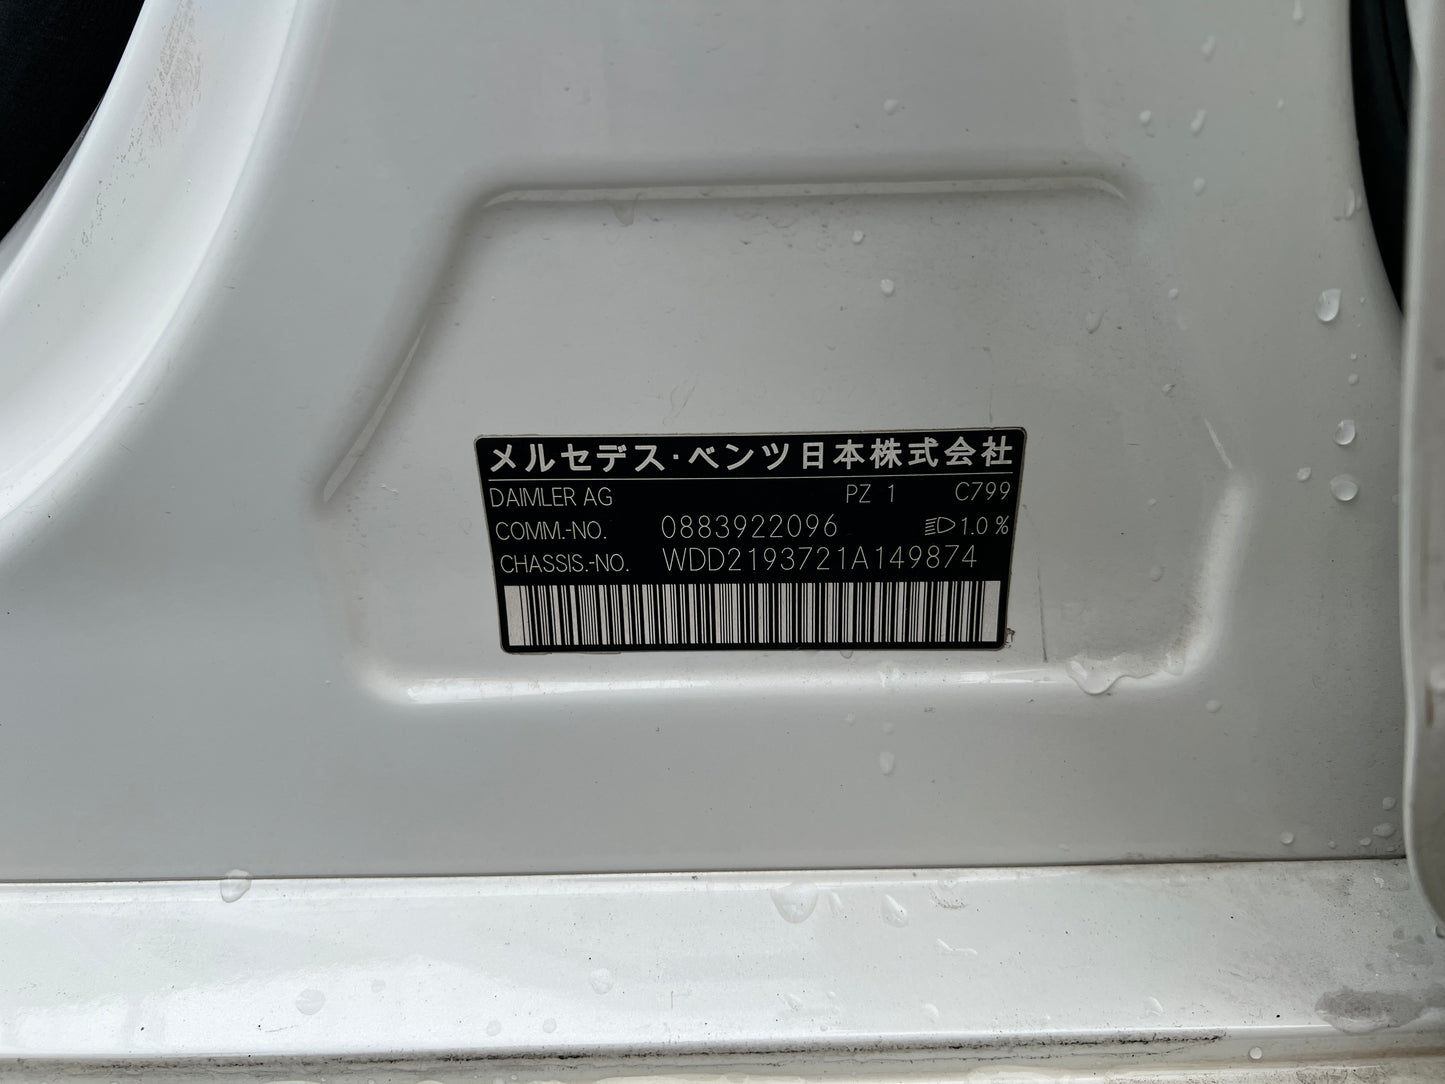 メルセデス・ベンツ日本株式会社
DAIMLER AG PZ 1 C799
COMM.-NO. 0883922096 1.0 %
CHASSIS.-NO. WDD2193721A149874